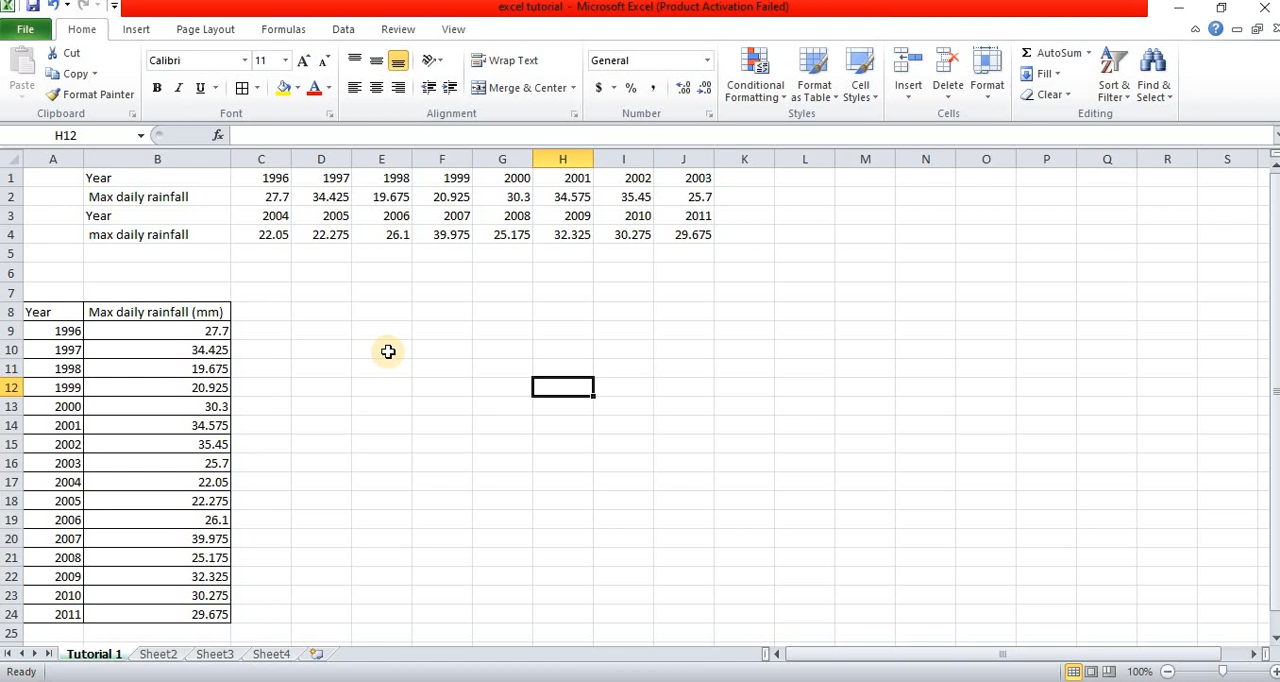 excel tutorial - Microsoft Excel (Product Activation Failed)
File Home Insert Page Layout Formulas Data Review View
Cut
Copy
Format Painter
Paste
Clipboard
Calibri 11
B I U
Font
Wrap Text
Merge & Center
Alignment
General
$ % ,
Number
Conditional Formatting
Format as Table
Cell Styles
Styles
Insert Delete Format
Cells
AutoSum
Fill
Clear
Sort & Filter
Find & Select
Editing
H12 fx
A B C D E F G H I J K L M N O P Q R S
1 Year 1996 1997 1998 1999 2000 2001 2002 2003
2 Max daily rainfall 27.7 34.425 19.675 20.925 30.3 34.575 35.45 25.7
3 Year 2004 2005 2006 2007 2008 2009 2010 2011
4 max daily rainfall 22.05 22.275 26.1 39.975 25.175 32.325 30.275 29.675
5
6
7
8 Year Max daily rainfall (mm)
9 1996 27.7
10 1997 34.425
11 1998 19.675
12 1999 20.925
13 2000 30.3
14 2001 34.575
15 2002 35.45
16 2003 25.7
17 2004 22.05
18 2005 22.275
19 2006 26.1
20 2007 39.975
21 2008 25.175
22 2009 32.325
23 2010 30.275
24 2011 29.675
25
Tutorial 1 Sheet2 Sheet3 Sheet4
Ready 100%